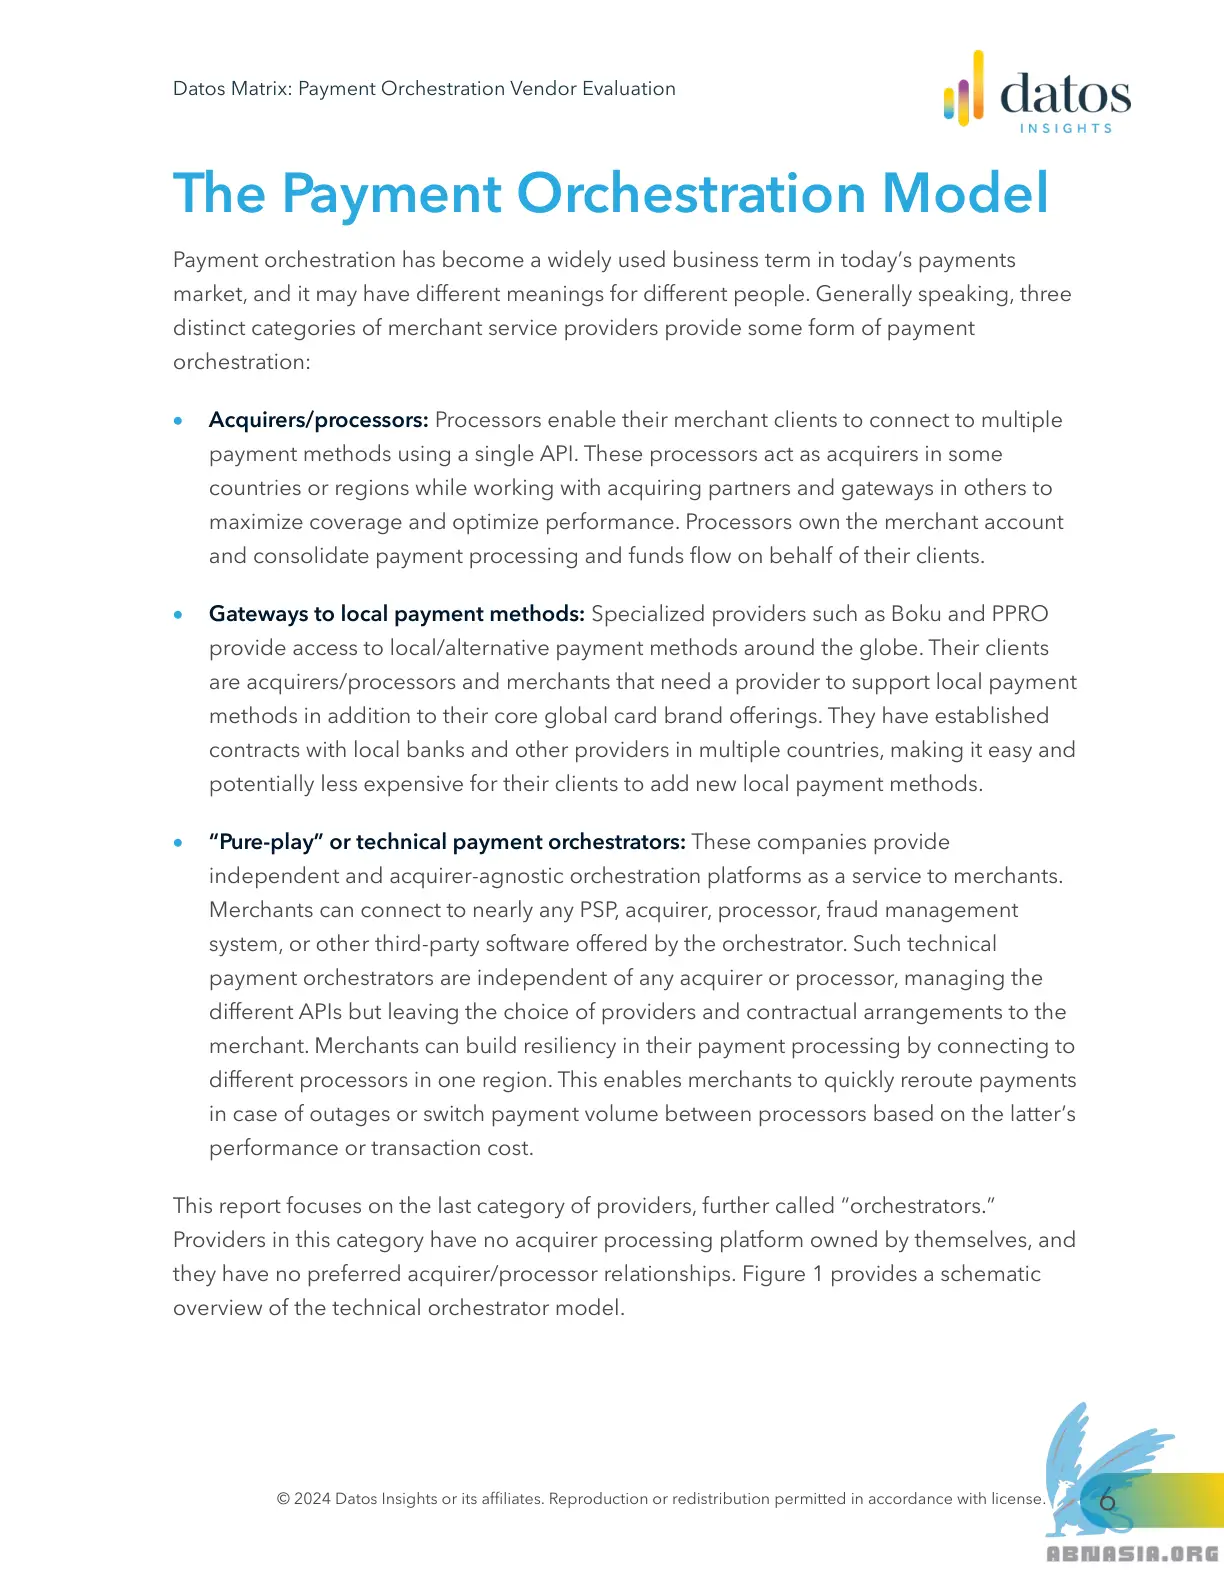 Datos Matrix: Payment Orchestration Vendor Evaluation
datos
INSIGHTS
The Payment Orchestration Model
Payment orchestration has become a widely used business term in today’s payments
market, and it may have different meanings for different people. Generally speaking, three
distinct categories of merchant service providers provide some form of payment
orchestration:
• Acquirers/processors: Processors enable their merchant clients to connect to multiple
payment methods using a single API. These processors act as acquirers in some
countries or regions while working with acquiring partners and gateways in others to
maximize coverage and optimize performance. Processors own the merchant account
and consolidate payment processing and funds flow on behalf of their clients.
• Gateways to local payment methods: Specialized providers such as Boku and PPRO
provide access to local/alternative payment methods around the globe. Their clients
are acquirers/processors and merchants that need a provider to support local payment
methods in addition to their core global card brand offerings. They have established
contracts with local banks and other providers in multiple countries, making it easy and
potentially less expensive for their clients to add new local payment methods.
• “Pure-play” or technical payment orchestrators: These companies provide
independent and acquirer-agnostic orchestration platforms as a service to merchants.
Merchants can connect to nearly any PSP, acquirer, processor, fraud management
system, or other third-party software offered by the orchestrator. Such technical
payment orchestrators are independent of any acquirer or processor, managing the
different APIs but leaving the choice of providers and contractual arrangements to the
merchant. Merchants can build resiliency in their payment processing by connecting to
different processors in one region. This enables merchants to quickly reroute payments
in case of outages or switch payment volume between processors based on the latter’s
performance or transaction cost.
This report focuses on the last category of providers, further called “orchestrators.”
Providers in this category have no acquirer processing platform owned by themselves, and
they have no preferred acquirer/processor relationships. Figure 1 provides a schematic
overview of the technical orchestrator model.
© 2024 Datos Insights or its affiliates. Reproduction or redistribution permitted in accordance with license.
6
ABNASIA.ORG